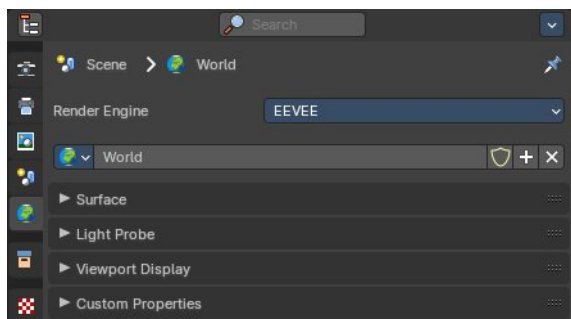 Search
Scene World
Render Engine EEVEE
World
Surface
Light Probe
Viewport Display
Custom Properties